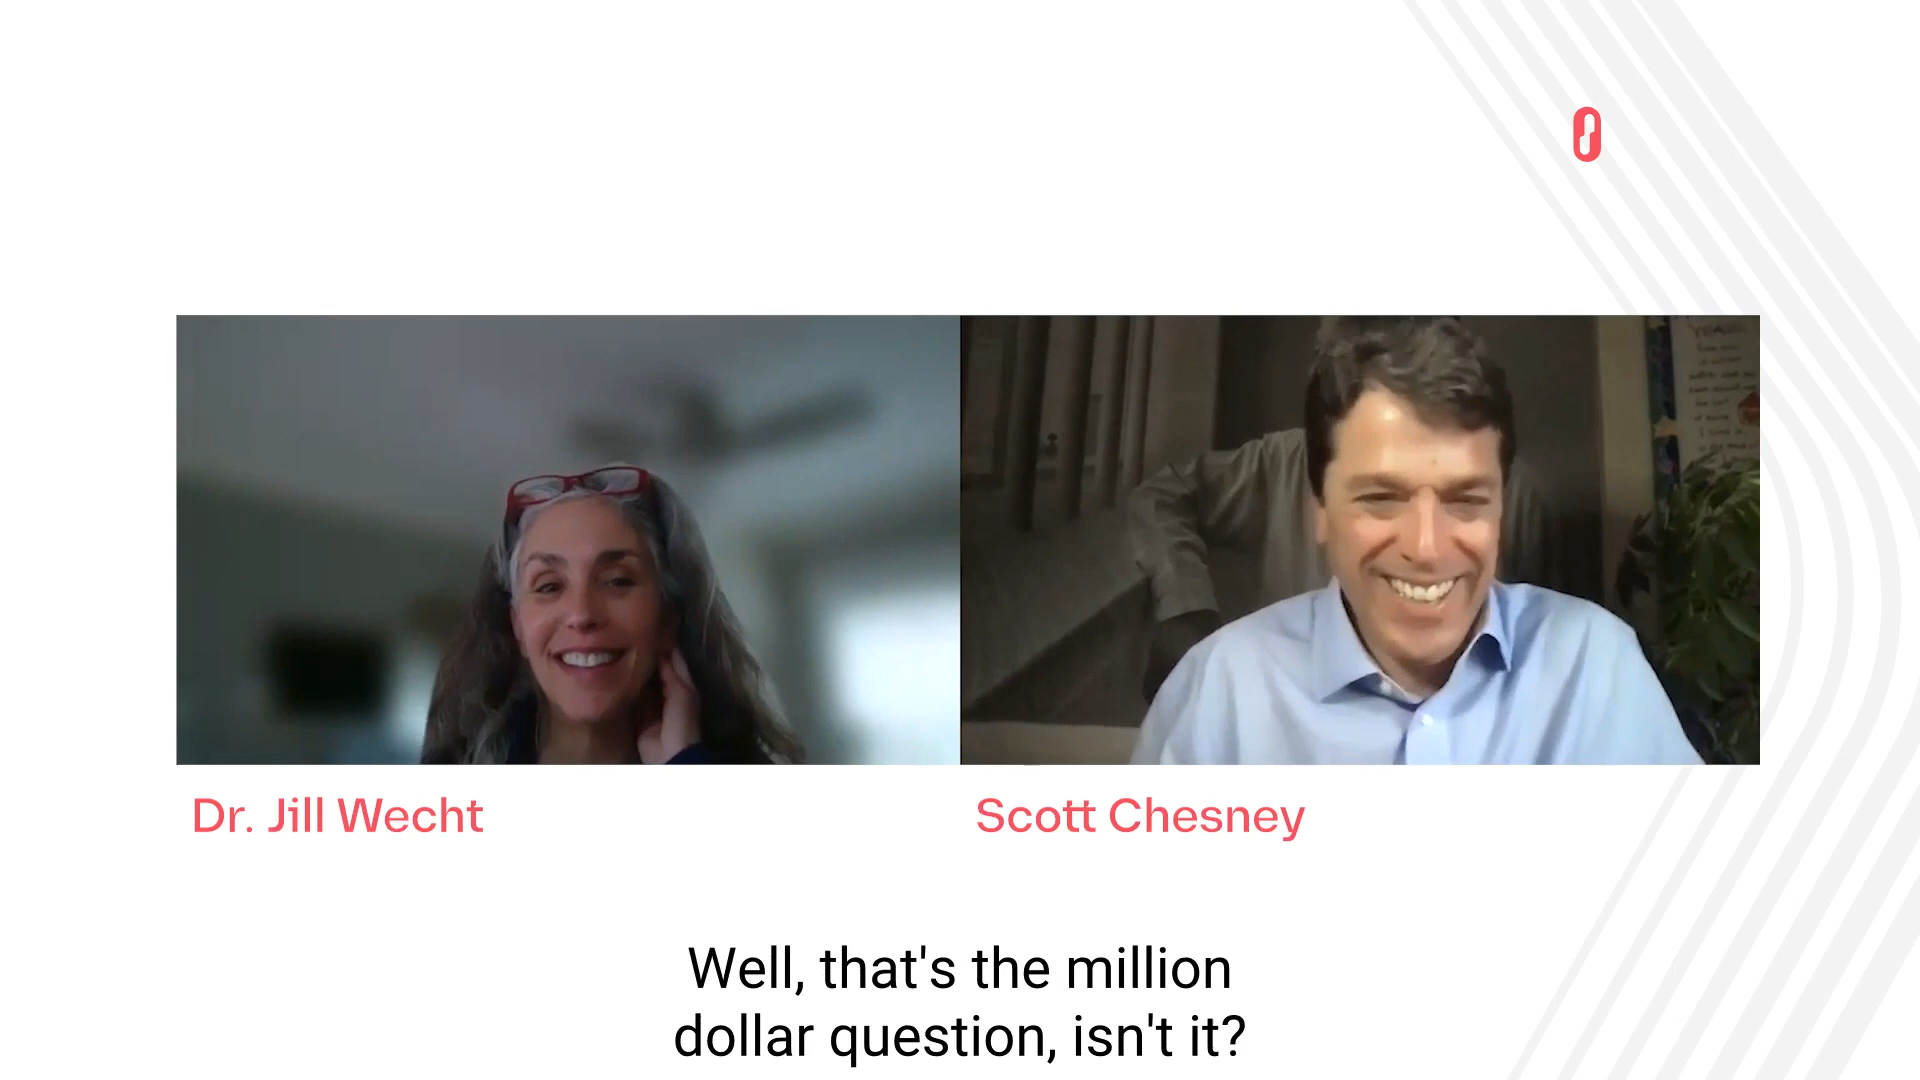 Dr. Jill Wecht
Scott Chesney
Well, that's the million
dollar question, isn't it?